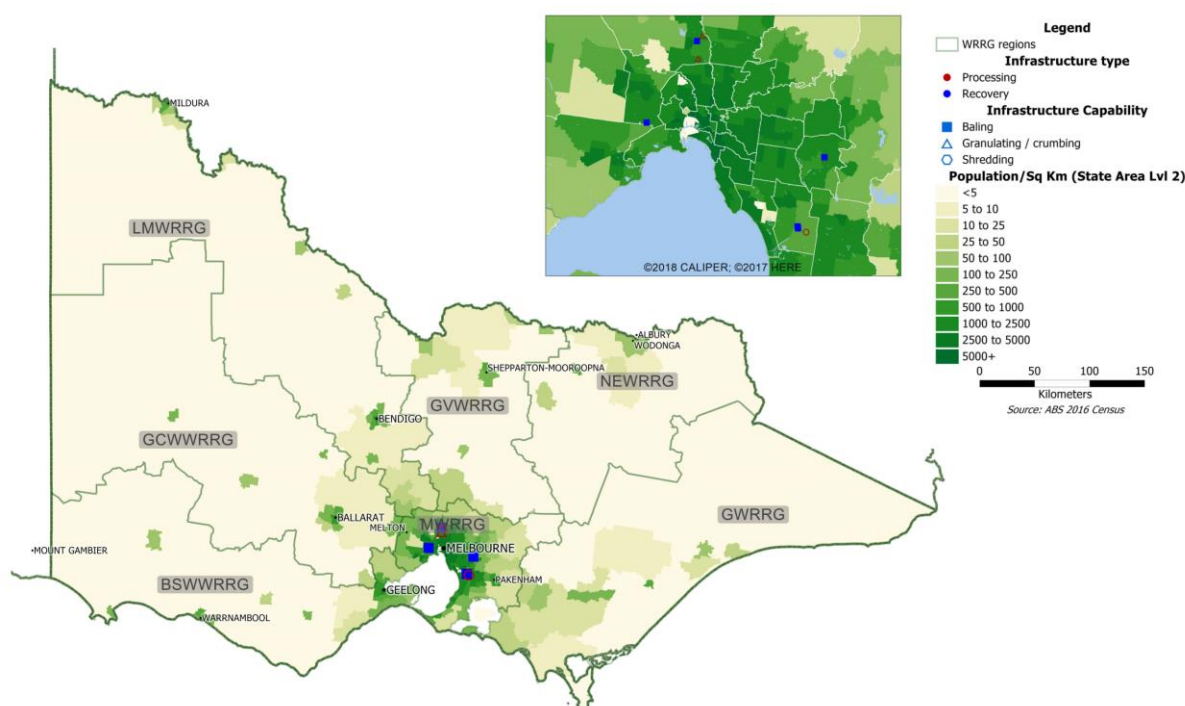 ©2018 CALIPER; ©2017 HERE
Legend
WRRG regions
Infrastructure type
Processing
Recovery
Infrastructure Capability
Baling
Granulating / crumbing
Shredding
Population/Sq Km (State Area Lvl 2)
<5
5 to 10
10 to 25
25 to 50
50 to 100
100 to 250
250 to 500
500 to 1000
1000 to 2500
2500 to 5000
5000+
0 50 100 150
Kilometers
Source: ABS 2016 Census
MILDURA
LMWRRG
ALBURY
WODONGA
SHEPPARTON-MOOROOPNA
NEWRRG
GVWRRG
BENDIGO
GCWWRRG
BALLARAT
MELTON
MWRRG
GWRRG
MELBOURNE
MOUNT GAMBIER
PAKENHAM
BSWWRRG
GEELONG
WARRNAMBOOL